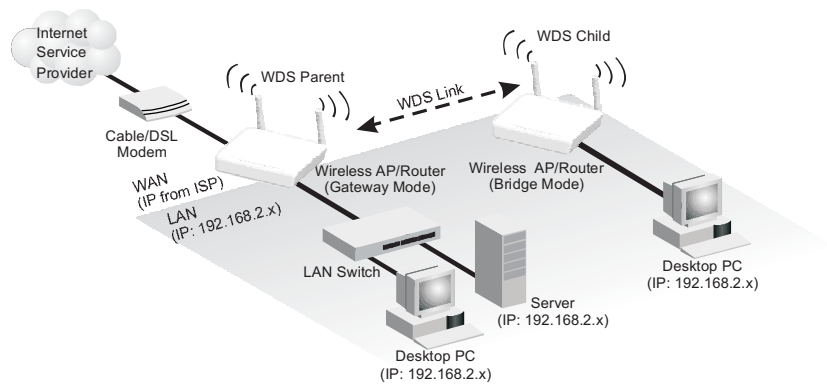 Internet
Service
Provider
WDS Child
WDS Parent
WDS Link
Cable/DSL
Modem
Wireless AP/Router
(Gateway Mode)
Wireless AP/Router
(Bridge Mode)
WAN
(IP from ISP)
LAN
(IP: 192.168.2.x)
LAN Switch
Desktop PC
(IP: 192.168.2.x)
Server
(IP: 192.168.2.x)
Desktop PC
(IP: 192.168.2.x)